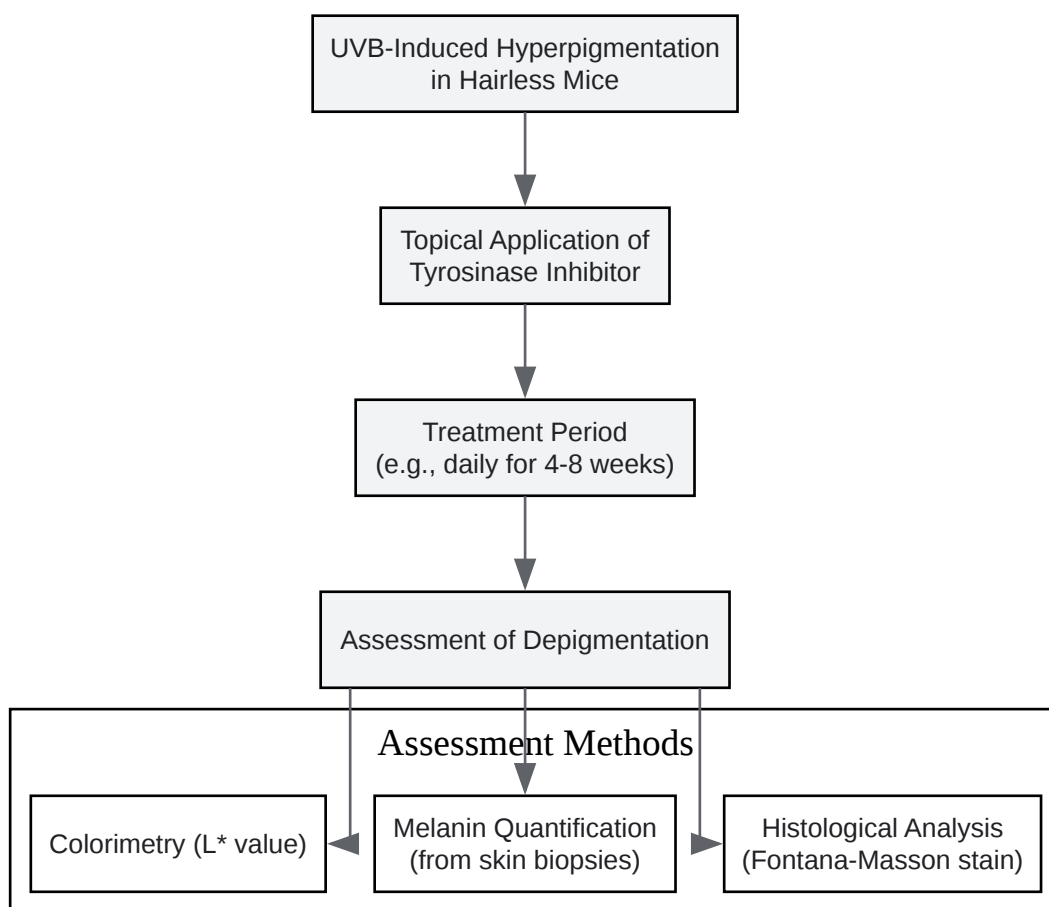 UVB-Induced Hyperpigmentation
in Hairless Mice
Topical Application of
Tyrosinase Inhibitor
Treatment Period
(e.g., daily for 4-8 weeks)
Assessment of Depigmentation
Assessment Methods
Colorimetry (L* value)
Melanin Quantification
(from skin biopsies)
Histological Analysis
(Fontana-Masson stain)